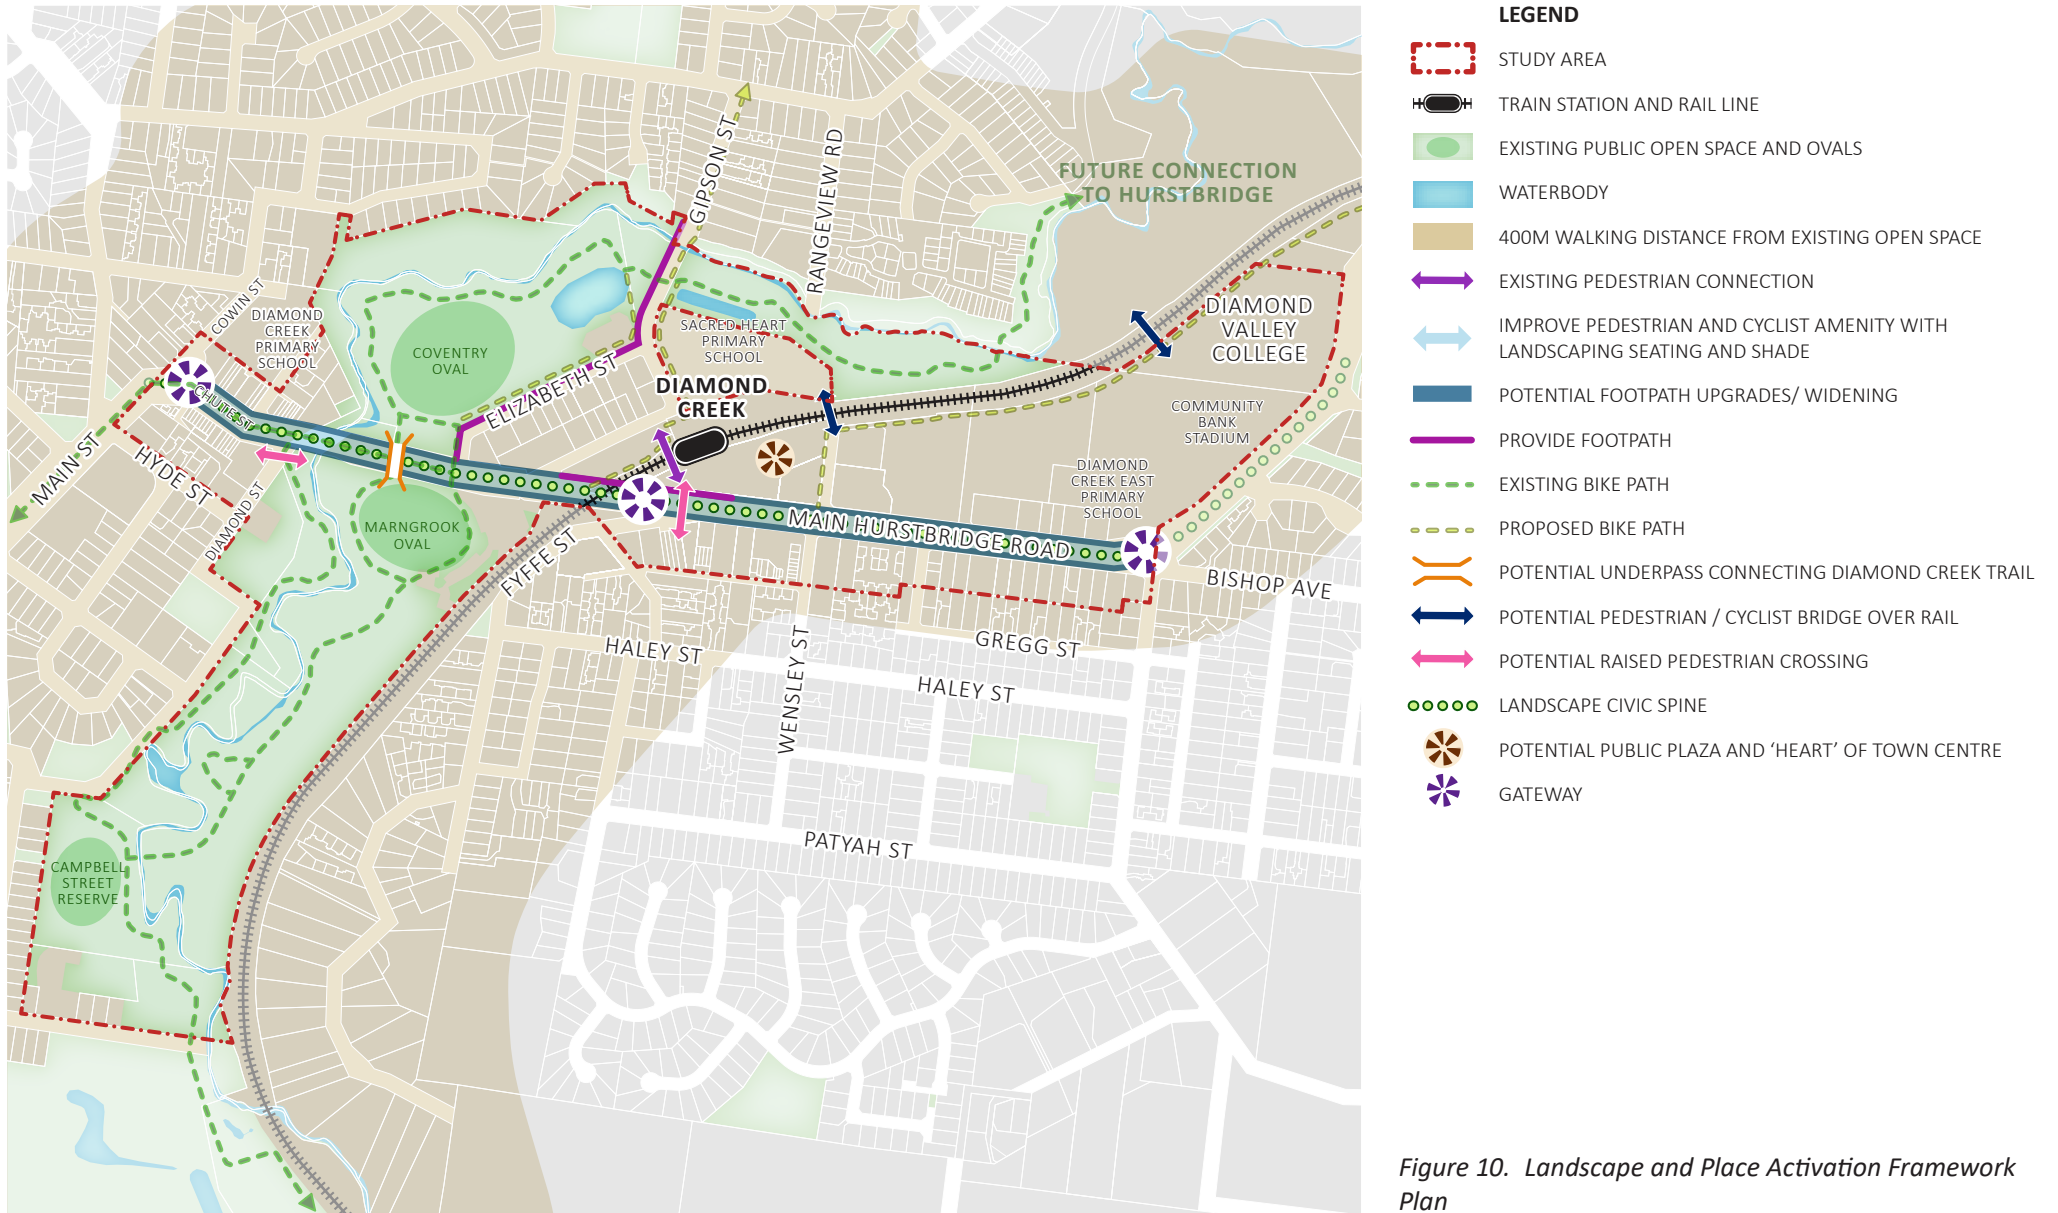 GIPSON ST
RANGEVIEW RD
FUTURE CONNECTION
TO HURSTBRIDGE
COWIN ST
DIAMOND
CREEK
PRIMARY
SCHOOL
COVENTRY
OVAL
SACRED HEART
PRIMARY
SCHOOL
DIAMOND
VALLEY
COLLEGE
CHUTE ST
ELIZABETH ST
DIAMOND
CREEK
COMMUNITY
BANK
STADIUM
MAIN ST
HYDE ST
DIAMOND ST
MARNGROOK
OVAL
DIAMOND
CREEK EAST
PRIMARY
SCHOOL
MAIN HURSTBRIDGE ROAD
FYFFE ST
BISHOP AVE
HALEY ST
GREGG ST
WENSLEY ST
HALEY ST
PATYAH ST
CAMPBELL
STREET
RESERVE
LEGEND
STUDY AREA
TRAIN STATION AND RAIL LINE
EXISTING PUBLIC OPEN SPACE AND OVALS
WATERBODY
400M WALKING DISTANCE FROM EXISTING OPEN SPACE
EXISTING PEDESTRIAN CONNECTION
IMPROVE PEDESTRIAN AND CYCLIST AMENITY WITH
LANDSCAPING SEATING AND SHADE
POTENTIAL FOOTPATH UPGRADES/ WIDENING
PROVIDE FOOTPATH
EXISTING BIKE PATH
PROPOSED BIKE PATH
POTENTIAL UNDERPASS CONNECTING DIAMOND CREEK TRAIL
POTENTIAL PEDESTRIAN / CYCLIST BRIDGE OVER RAIL
POTENTIAL RAISED PEDESTRIAN CROSSING
LANDSCAPE CIVIC SPINE
POTENTIAL PUBLIC PLAZA AND ‘HEART’ OF TOWN CENTRE
GATEWAY
Figure 10. Landscape and Place Activation Framework
Plan